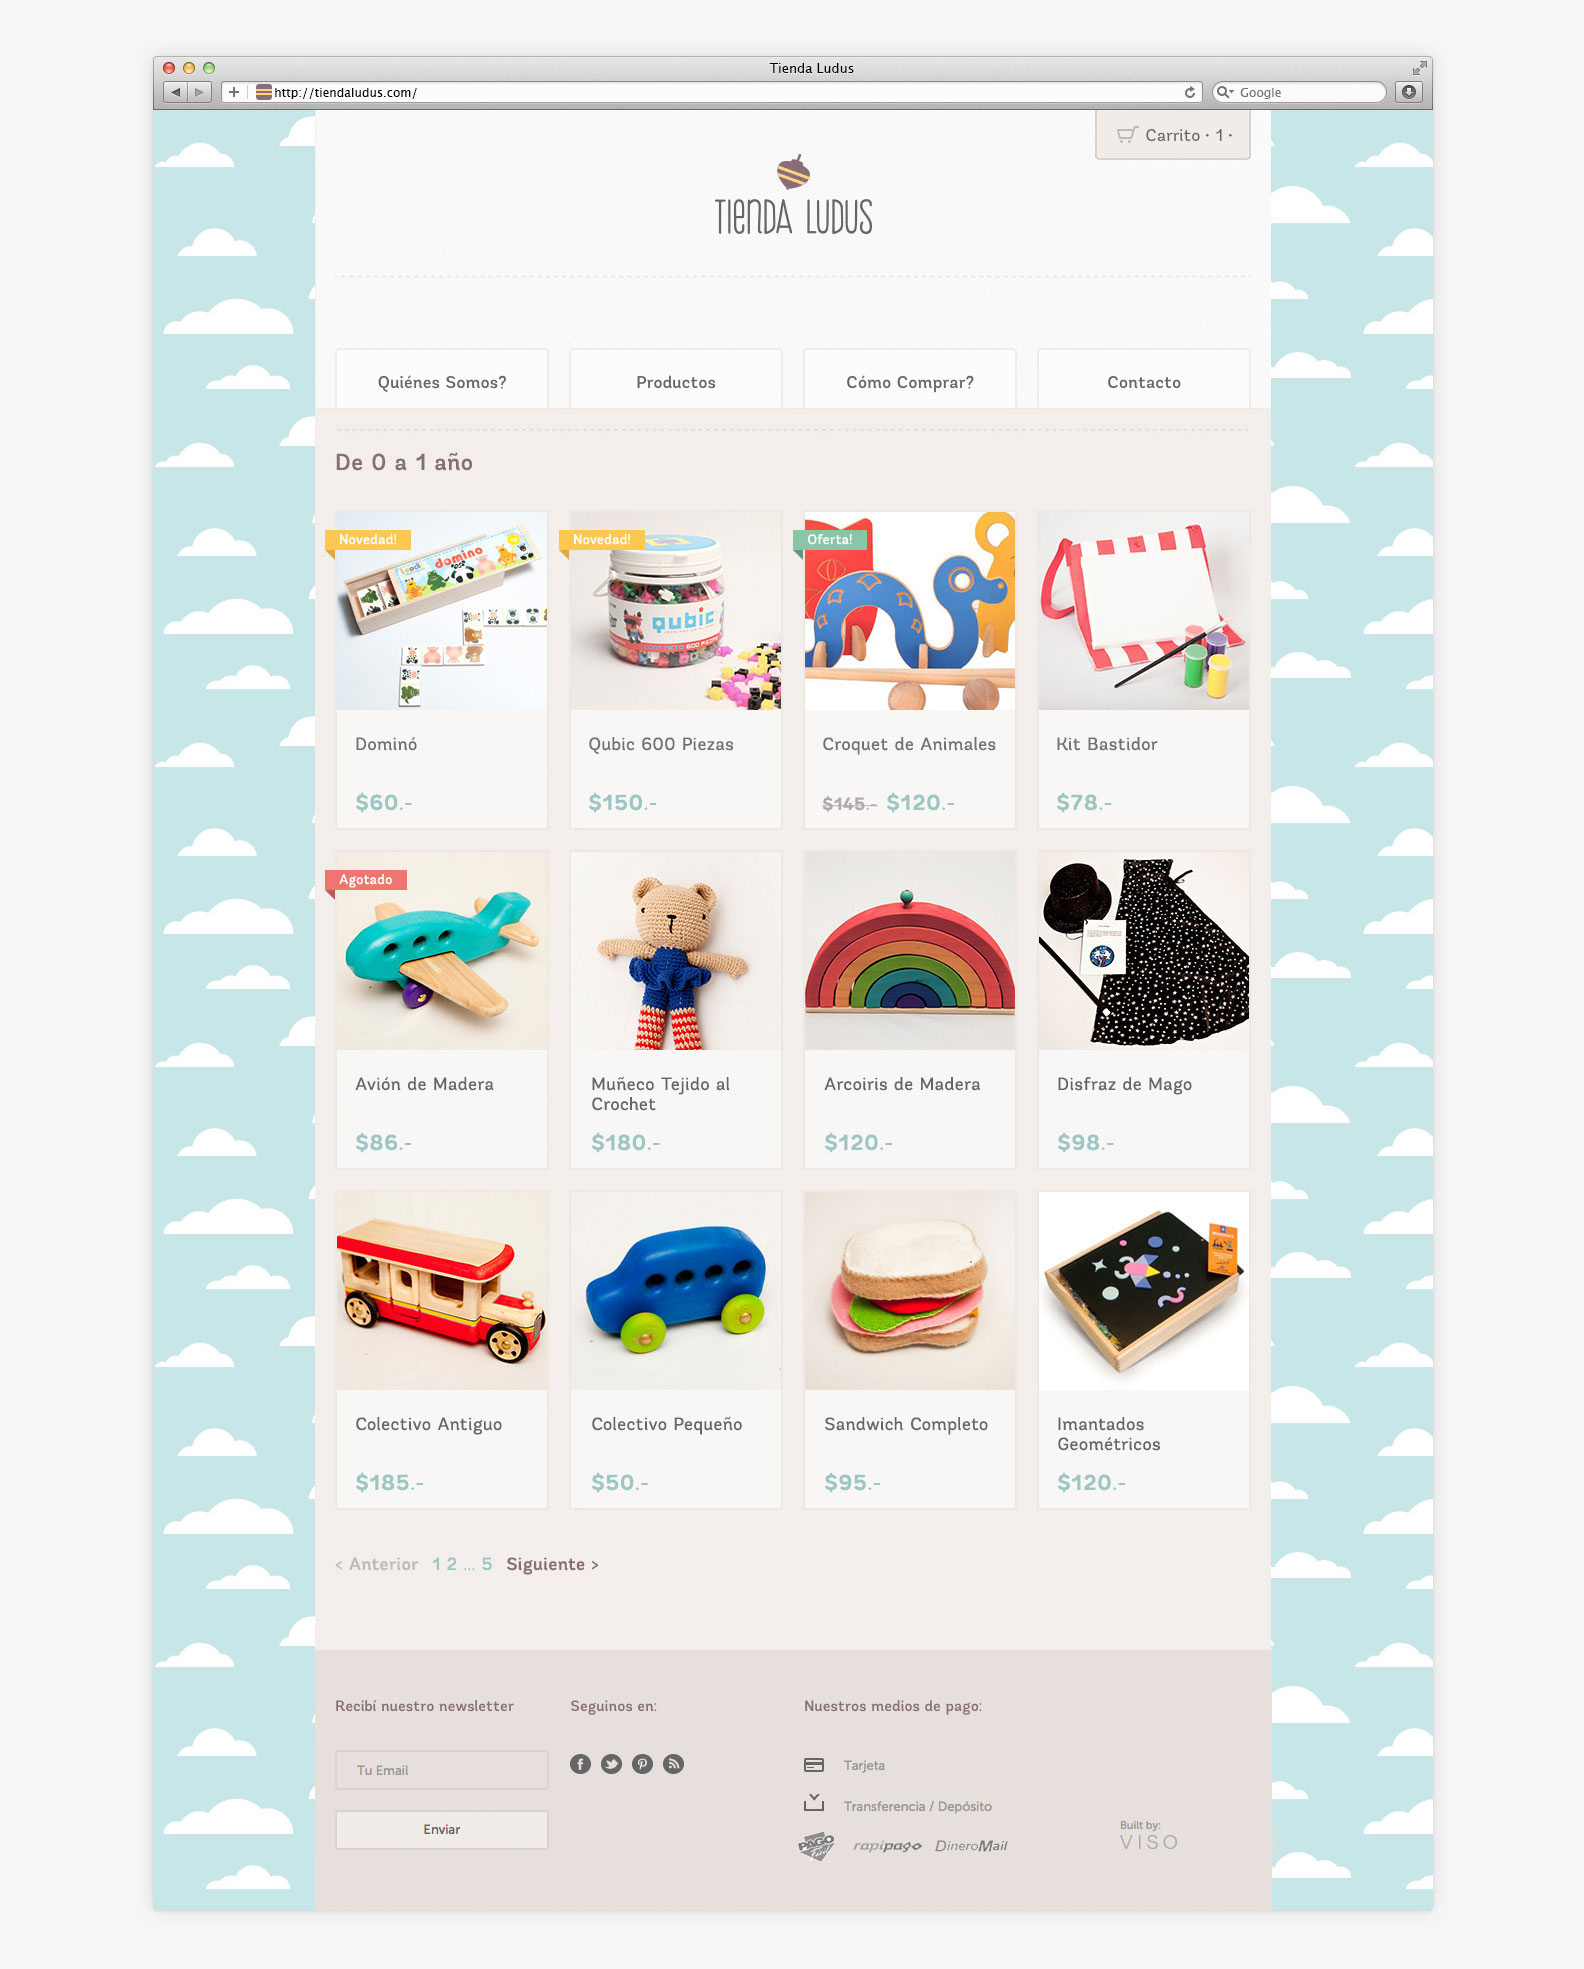 Tienda Ludus
http://tiendaludus.com/
Google
Carrito · 1 ·
TIENDA LUDUS
Quiénes Somos?
Productos
Cómo Comprar?
Contacto
De 0 a 1 año
Novedad!
domino
Novedad!
qubic
Oferta!
Dominó
Qubic 600 Piezas
Croquet de Animales
Kit Bastidor
$60.-
$150.-
$145.- $120.-
$78.-
Agotado
Avión de Madera
Muñeco Tejido al
Crochet
Arcoiris de Madera
Disfraz de Mago
$86.-
$180.-
$120.-
$98.-
Colectivo Antiguo
Colectivo Pequeño
Sandwich Completo
Imantados
Geométricos
$185.-
$50.-
$95.-
$120.-
< Anterior 1 2 ... 5 Siguiente >
Recibí nuestro newsletter
Tu Email
Enviar
Seguinos en:
Nuestros medios de pago:
Tarjeta
Transferencia / Depósito
PAGO
Fácil
rapipago
DineroMail
Built by:
VISO